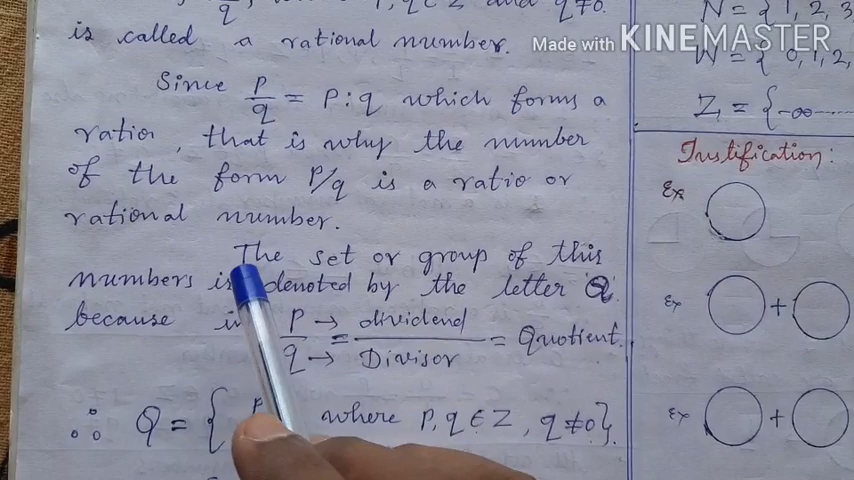 is called a rational number.
Since P/q = P : q which forms a
ratio, that is why the number
of the form P/q is a ratio or
rational number.
The set or group of this
numbers is denoted by the letter Q.
because in P/q → dividend / → Divisor = Quotient.
∴ Q = { P where P, q ∈ Z, q ≠ 0}.
Made with KINEMASTER
N = { 1, 2, 3
W = { 0, 1, 2,
Z = { -∞
Justification:
Ex
Ex +
Ex +